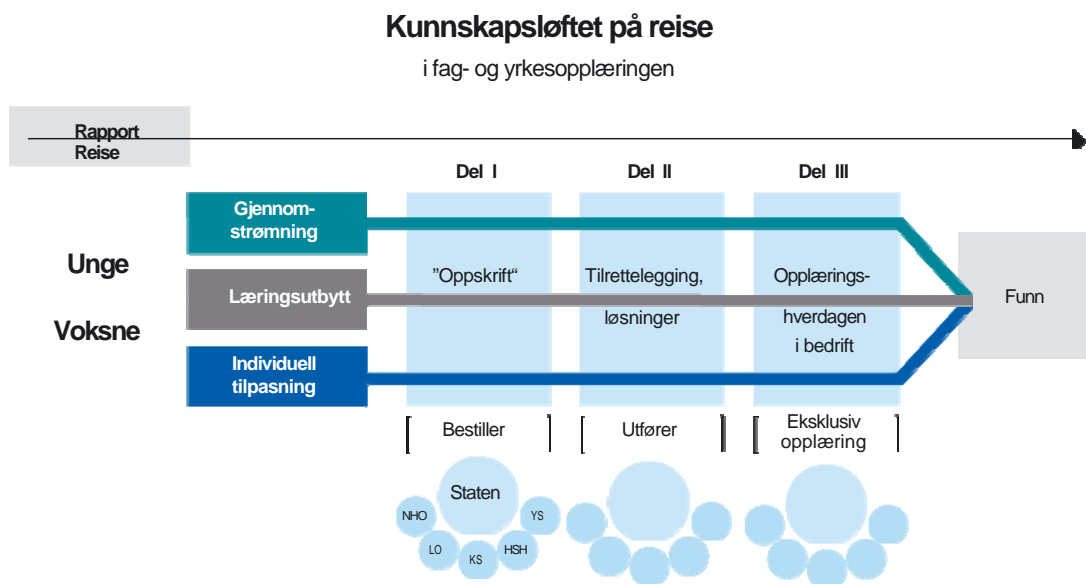 Kunnskapsløftet på reise
i fag- og yrkesopplæringen
Rapport
Reise
Del I
Del II
Del III
Gjennom-
strømning
Unge
Læringsutbytt
Voksne
Individuell
tilpasning
”Oppskrift“
Tilrettelegging,
løsninger
Opplærings-
hverdagen
i bedrift
Funn
Bestiller
Utfører
Eksklusiv
opplæring
Staten
NHO
YS
LO
HSH
KS